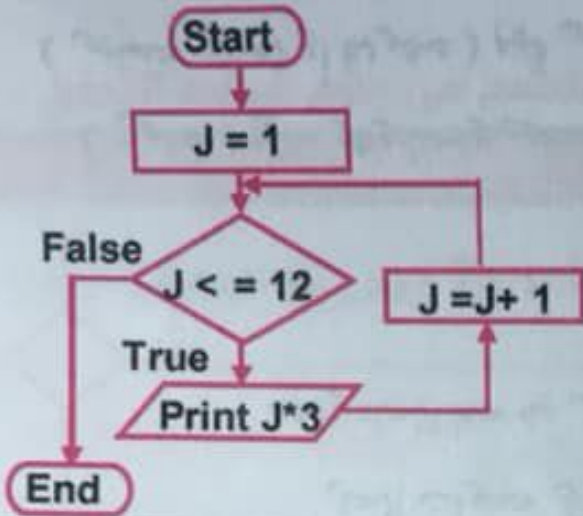 Start
J = 1
False
J < = 12
J =J+ 1
True
Print J*3
End